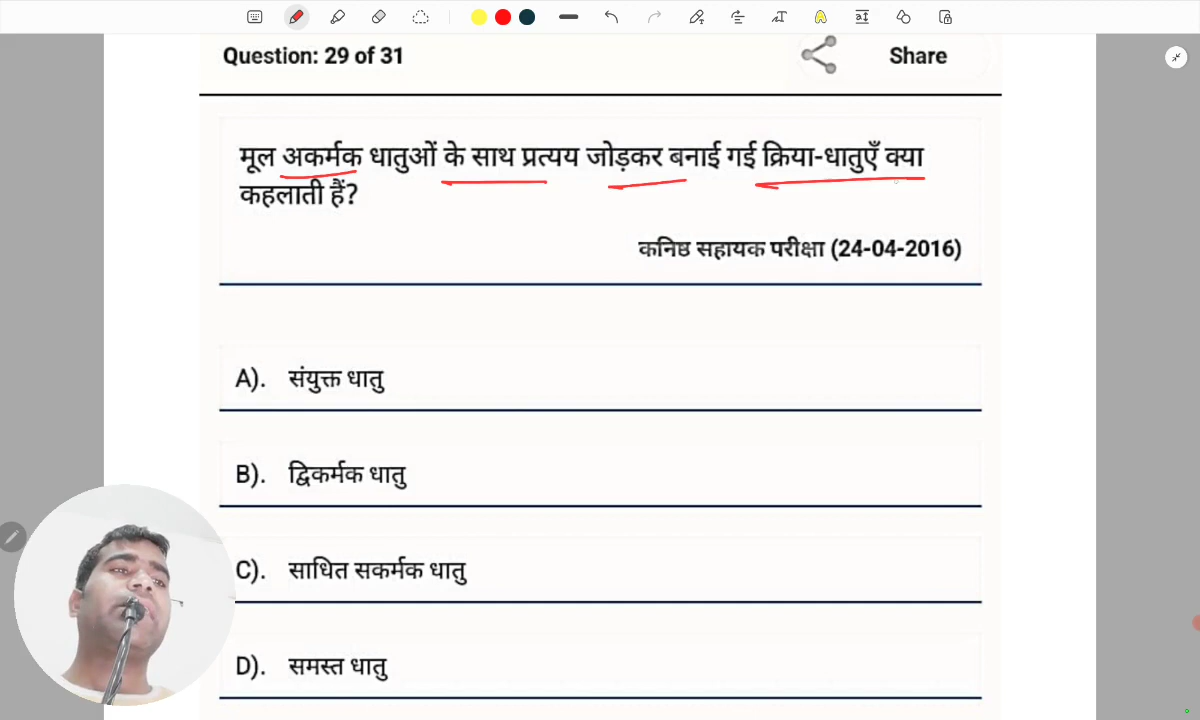 Question: 29 of 31
Share
मूल अकर्मक धातुओं के साथ प्रत्यय जोड़कर बनाई गई क्रिया-धातुएँ क्या
कहलाती हैं?
कनिष्ठ सहायक परीक्षा (24-04-2016)
A). संयुक्त धातु
B). द्विकर्मक धातु
C). साधित सकर्मक धातु
D). समस्त धातु